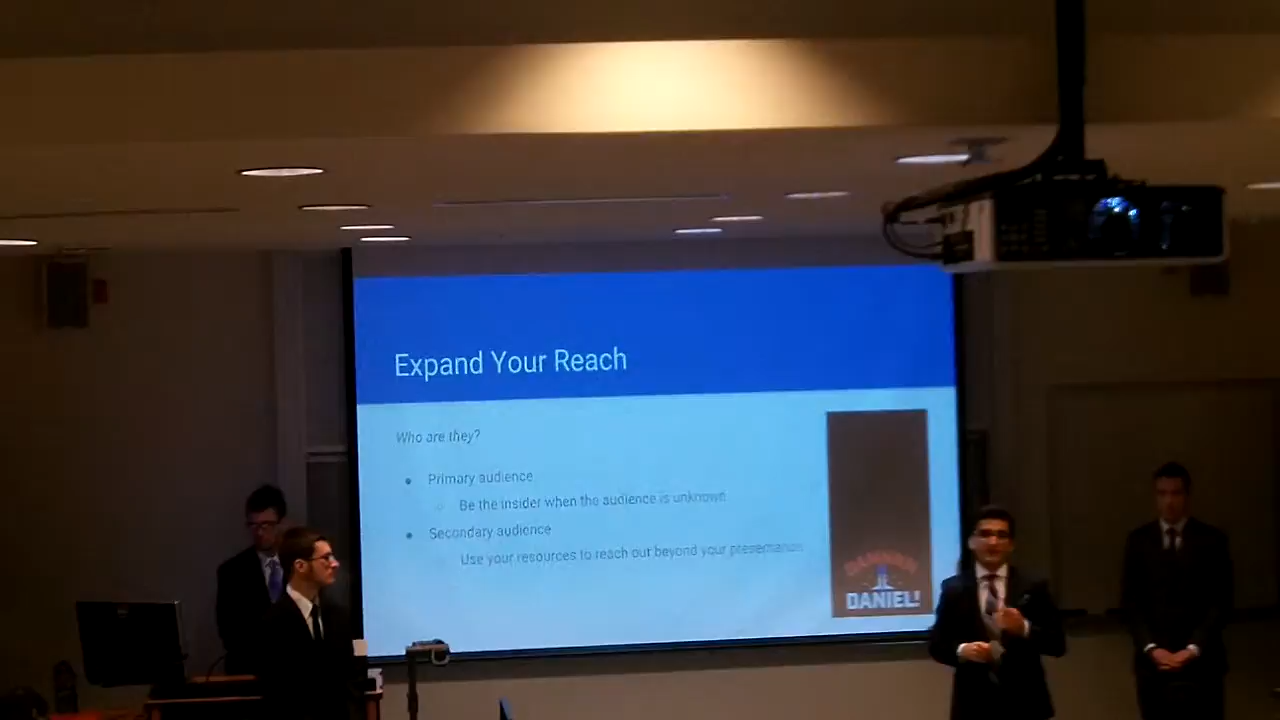 Expand Your Reach
Who are they?
Primary audience
Be the insider when the audience is unknown
Secondary audience
Use your resources to reach out beyond your presentation
DANIEL!